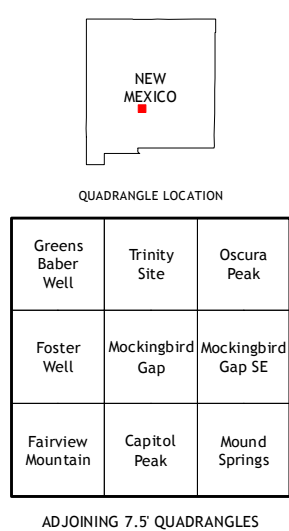 NEW
MEXICO
QUADRANGLE LOCATION
Greens
Baber
Well
Trinity
Site
Oscura
Peak
Foster
Well
Mockingbird
Gap
Mockingbird
Gap SE
Fairview
Mountain
Capitol
Peak
Mound
Springs
ADJOINING 7.5' QUADRANGLES